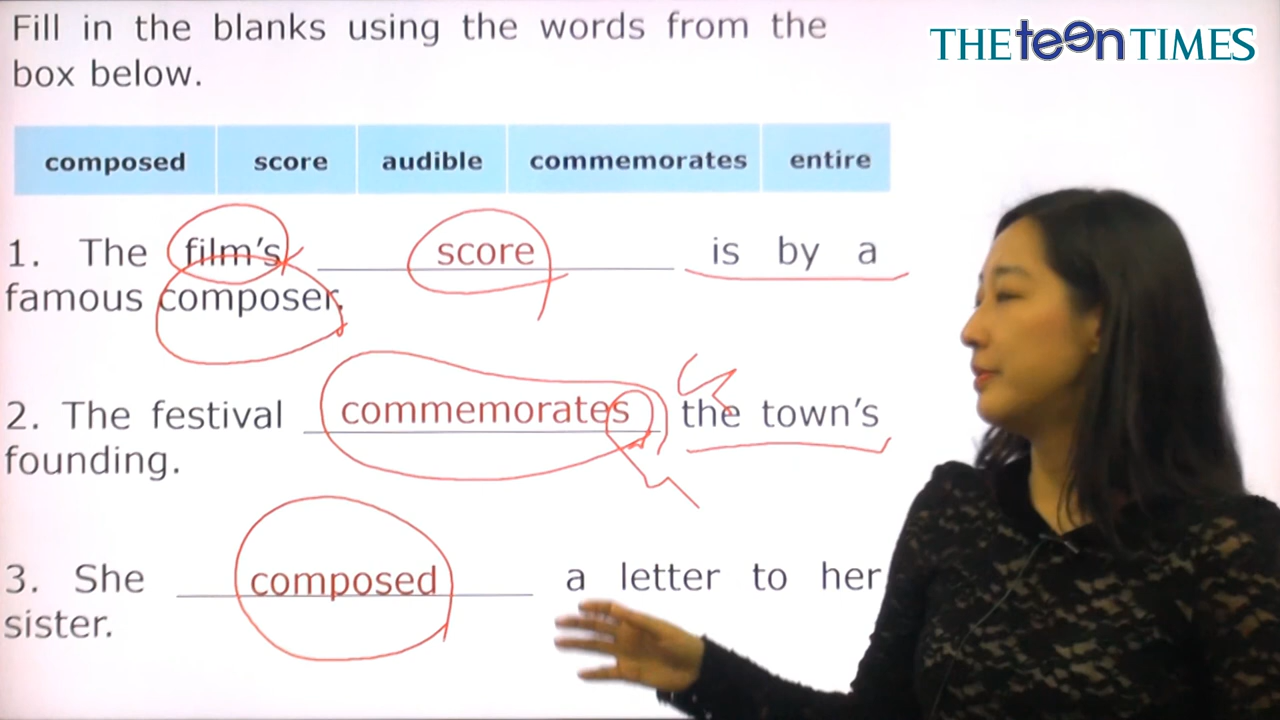 Fill in the blanks using the words from the
box below.
THE teen TIMES
composed score audible commemorates entire
1. The film's score is by a
famous composer.
2. The festival commemorates the town's
founding.
3. She composed a letter to her
sister.